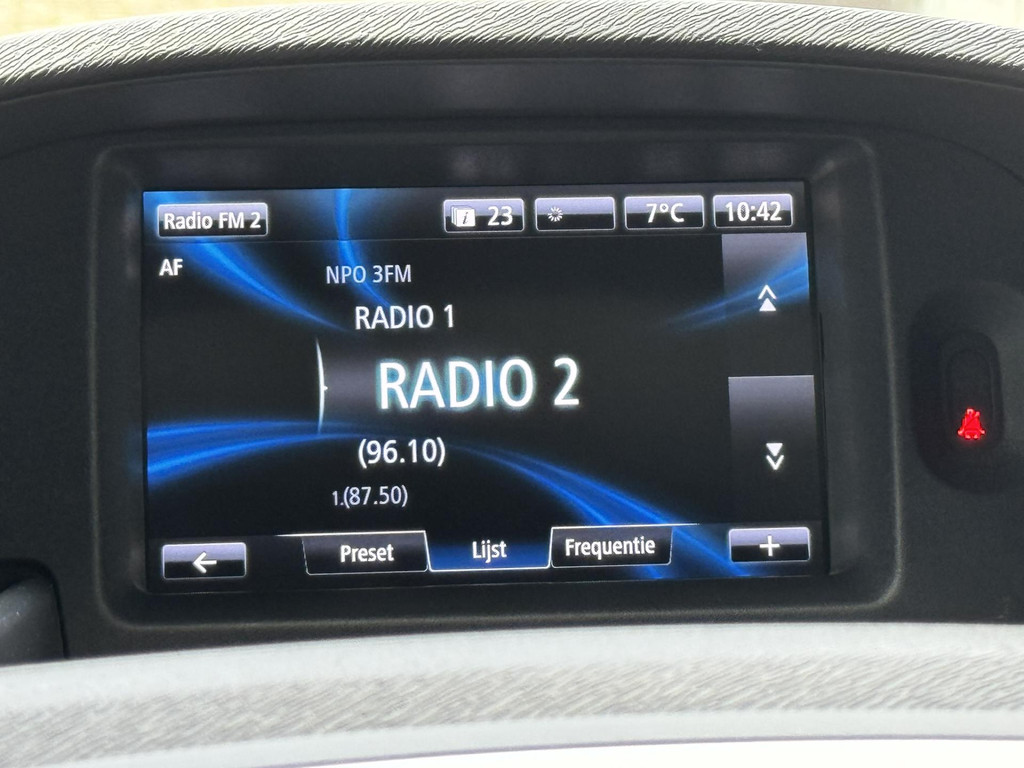 Radio FM 2
i 23
7°C
10:42
AF
NPO 3FM
RADIO 1
RADIO 2
(96.10)
1.(87.50)
Preset
Lijst
Frequentie
+